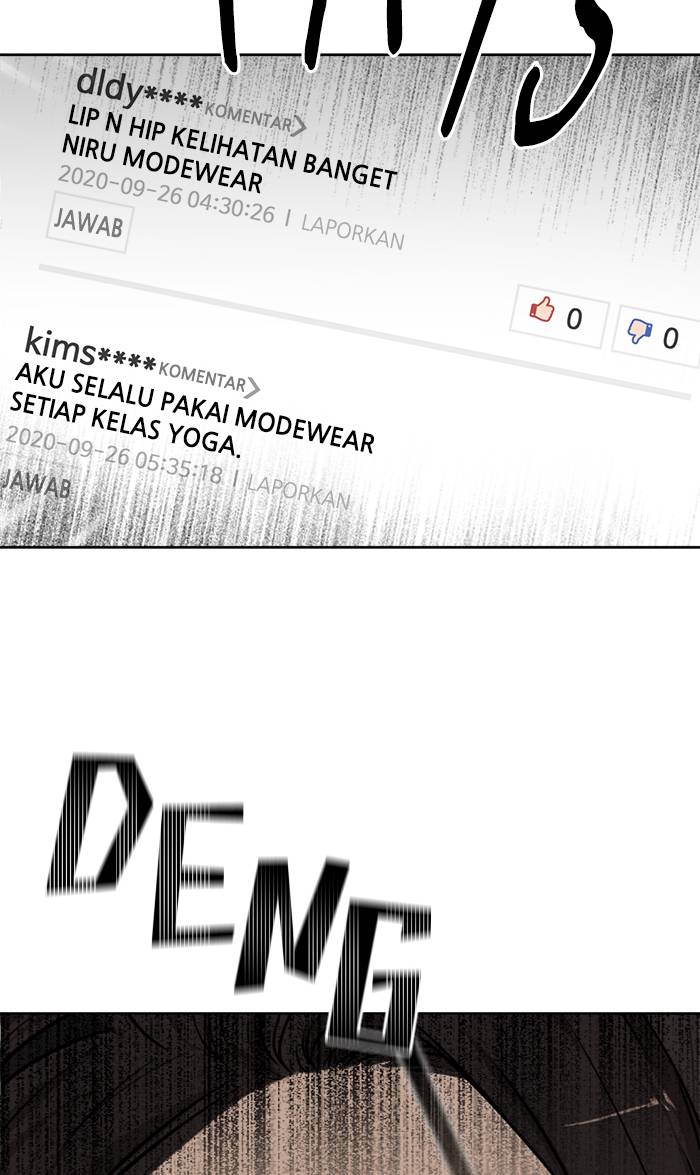 dldy**** KOMENTAR
LIP N HIP KELIHATAN BANGET
NIRU MODEWEAR
2020-09-26 04:30:26 | LAPORKAN
JAWAB
0 0
kims**** KOMENTAR
AKU SELALU PAKAI MODEWEAR
SETIAP KELAS YOGA.
2020-09-26 05:35:18 | LAPORKAN
JAWAB
DENG